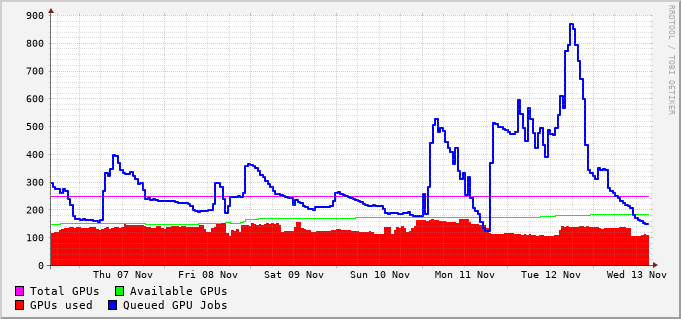 900
800
700
600
500
400
300
200
100
0
Thu 07 Nov Fri 08 Nov Sat 09 Nov Sun 10 Nov Mon 11 Nov Tue 12 Nov Wed 13 Nov
Total GPUs Available GPUs
GPUs used Queued GPU Jobs
RRDTOOL / TOBI OETIKER